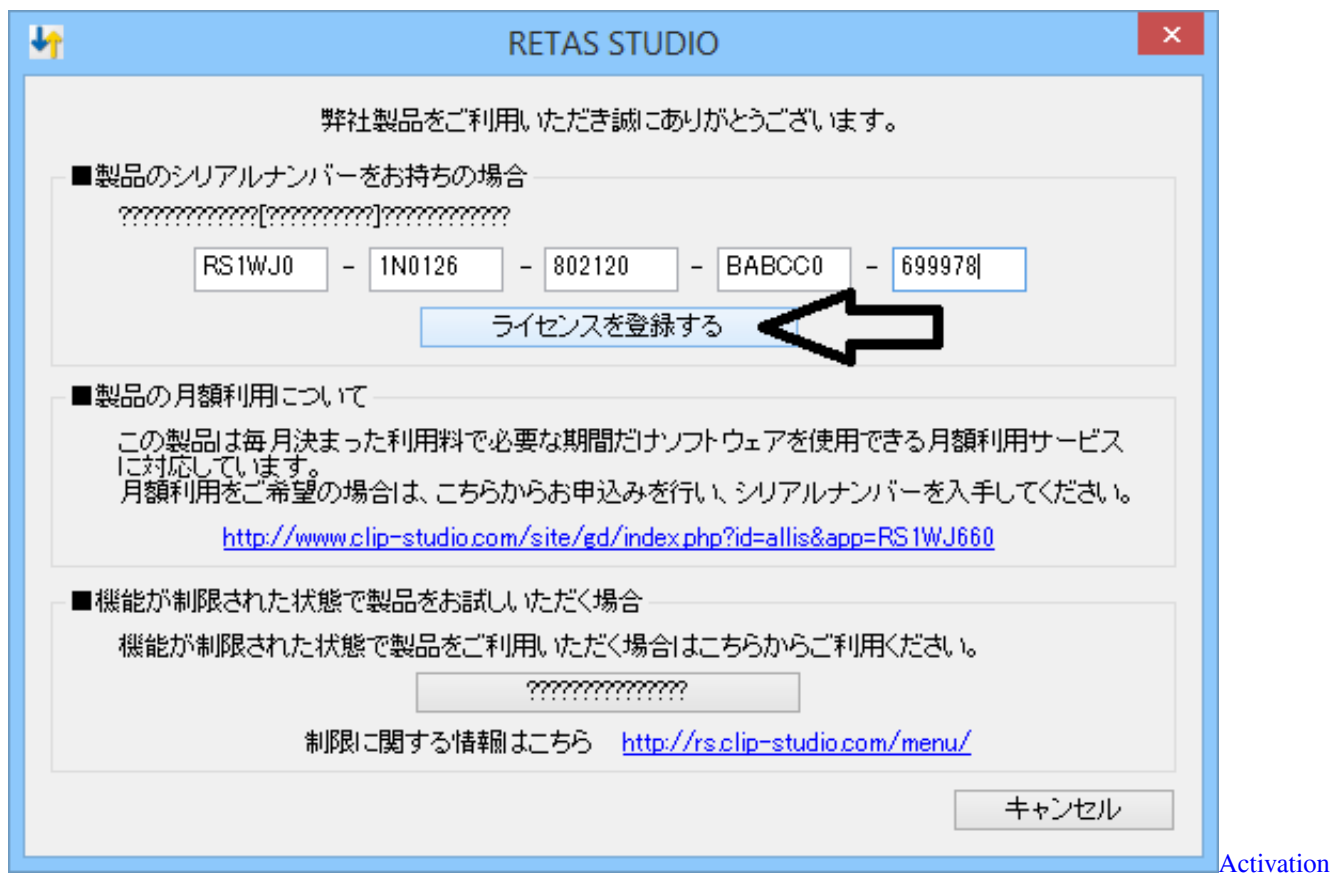 RETAS STUDIO
弊社製品をご利用いただき誠にありがとうございます。
■製品のシリアルナンバーをお持ちの場合
?????????????[??????????]????????????
RS1WJ0 - 1N0126 - 802120 - BABCC0 - 699978
ライセンスを登録する
■製品の月額利用について
この製品は毎月決まった利用料で必要な期間だけソフトウェアを使用できる月額利用サービス
に対応しています。
月額利用をご希望の場合は、こちらからお申込みを行い、シリアルナンバーを入手してください。
http://www.clip-studio.com/site/gd/index.php?id=allis&app=RS1WJ660
■機能が制限された状態で製品をお試しいただく場合
機能が制限された状態で製品をご利用いただく場合はこちらからご利用ください。
???????????????
制限に関する情報はこちら http://rs.clip-studio.com/menu/
キャンセル
Activation